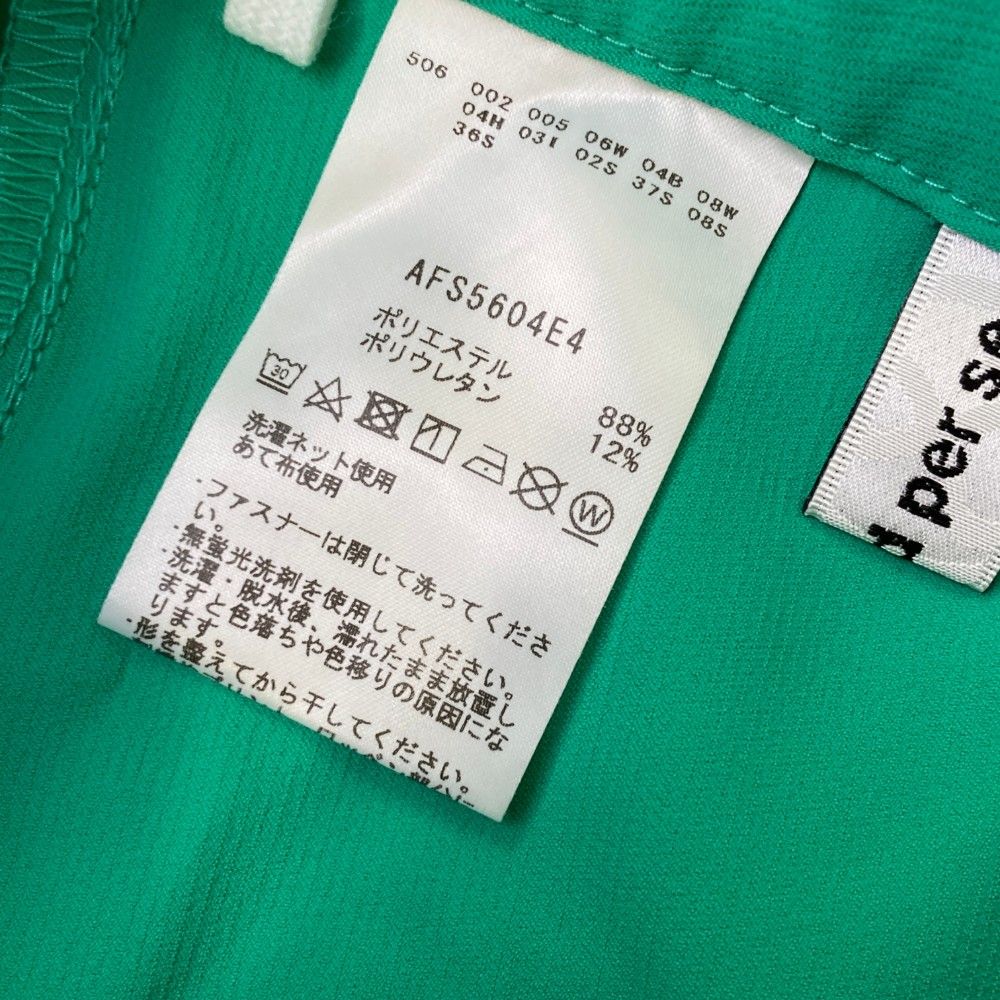 506
002 005 06W 04B 08W
04H 03I 02S 37S 08S
36S
AFS5604E4
ポリエステル 88%
ポリウレタン 12%
30
W
洗濯ネット使用
あて布使用
・ファスナーは閉じて洗ってくださ
い。
・無蛍光洗剤を使用してください。
・洗濯・脱水後、濡れたまま放置し
ますと色落ちや色移りの原因にな
ります。
・形を整えてから干してください。
per se